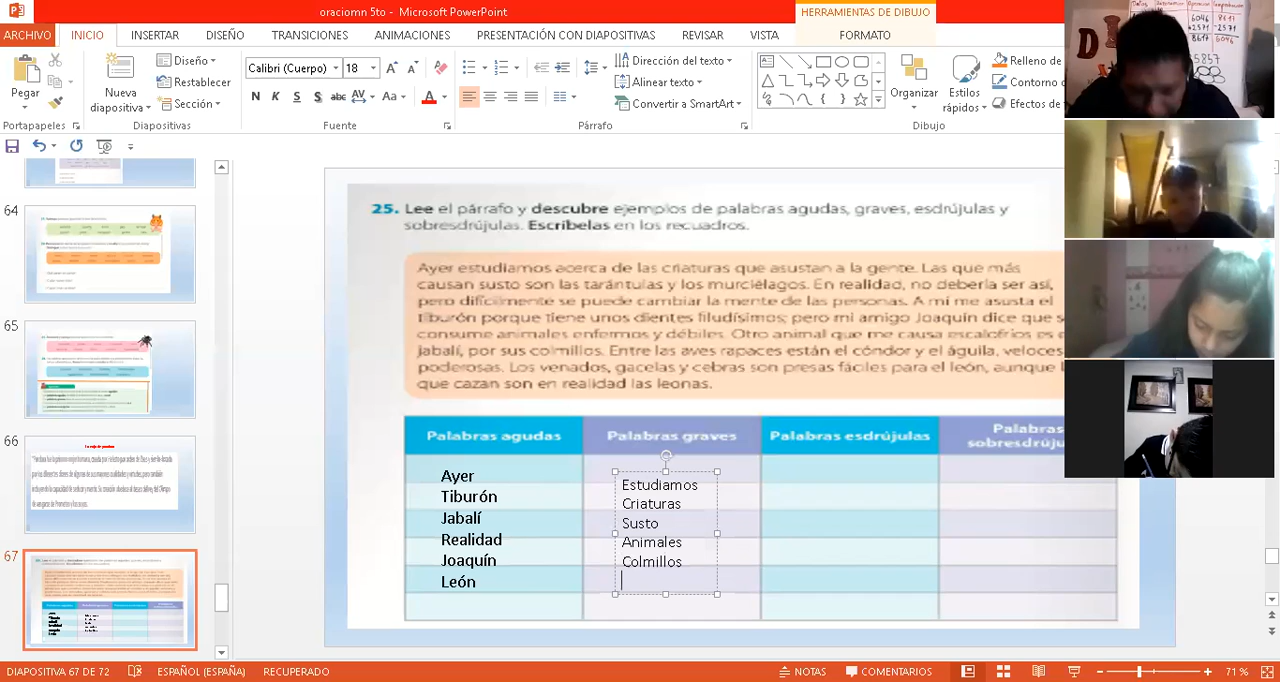 oraciomn 5to - Microsoft PowerPoint
HERRAMIENTAS DE DIBUJO
ARCHIVO INICIO INSERTAR DISEÑO TRANSICIONES ANIMACIONES PRESENTACIÓN CON DIAPOSITIVAS REVISAR VISTA FORMATO
Pegar
Nueva diapositiva
Diseño
Restablecer
Sección
Calibri (Cuerpo) 18
N K S S abc AV Aa A
Dirección del texto
Alinear texto
Convertir a SmartArt
Organizar
Estilos rápidos
Relleno de
Contorno
Efectos de
Portapapeles Diapositivas Fuente Párrafo Dibujo
64
65
66
67
25. Lee el párrafo y descubre ejemplos de palabras agudas, graves, esdrújulas y
sobresdrújulas. Escríbelas en los recuadros.
Ayer estudiamos acerca de las criaturas que asustan a la gente. Las que más
causan susto son las tarántulas y los murciélagos. En realidad, no debería ser así,
pero difícilmente se puede cambiar la mente de las personas. A mí me asusta el
tiburón porque tiene unos dientes filudísimos; pero mi amigo Joaquín dice que s
consume animales enfermos y débiles. Otro animal que me causa escalofríos es e
jabalí, por sus colmillos. Entre las aves rapaces están el cóndor y el águila, veloces
poderosas. Los venados, gacelas y cebras son presas fáciles para el león, aunque l
que cazan son en realidad las leonas.
Palabras agudas Palabras graves Palabras esdrújulas Palabras
sobresdrúju
Ayer
Tiburón
Jabalí
Realidad
Joaquín
León
Estudiamos
Criaturas
Susto
Animales
Colmillos
DIAPOSITIVA 67 DE 72 ESPAÑOL (ESPAÑA) RECUPERADO NOTAS COMENTARIOS 71 %